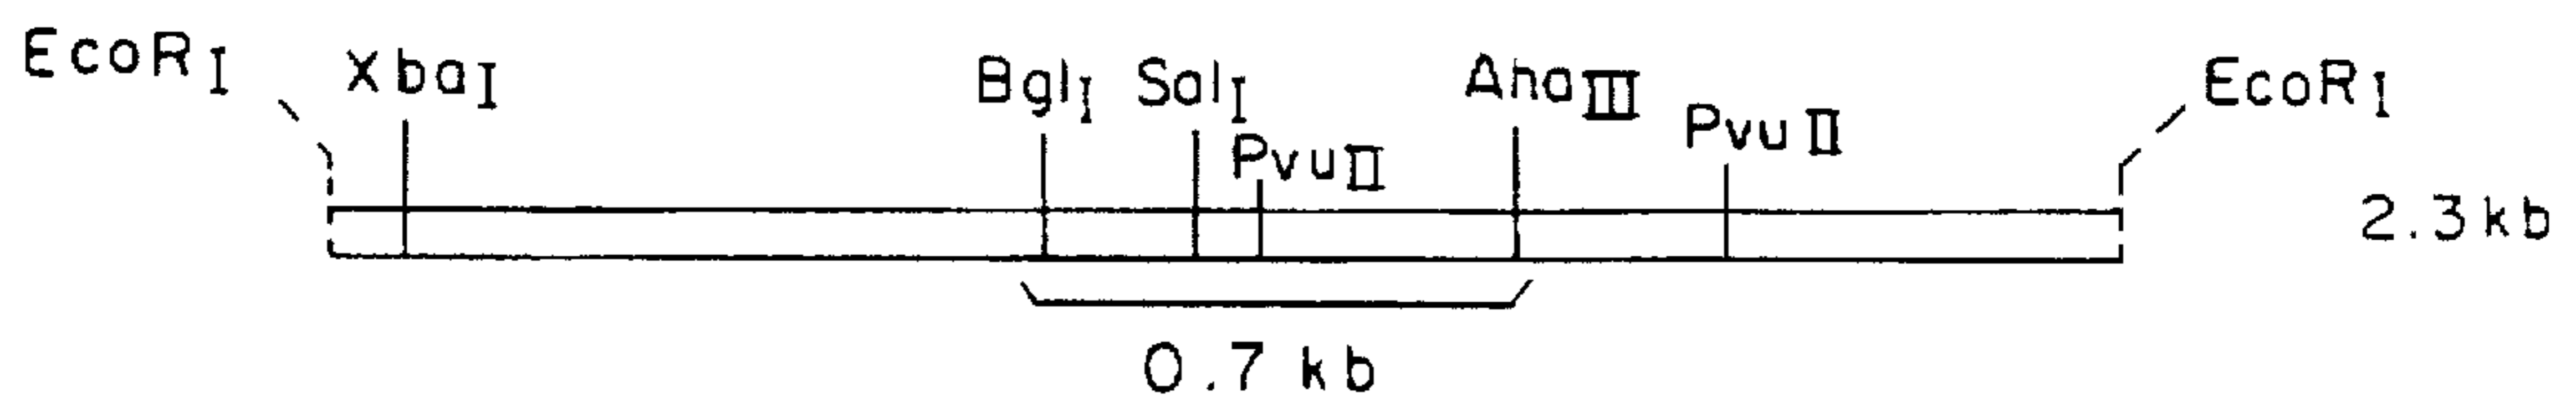 EcoRI XbaI BglI SalI AhaIII EcoRI
PvuII PvuII
2.3 kb
0.7 kb